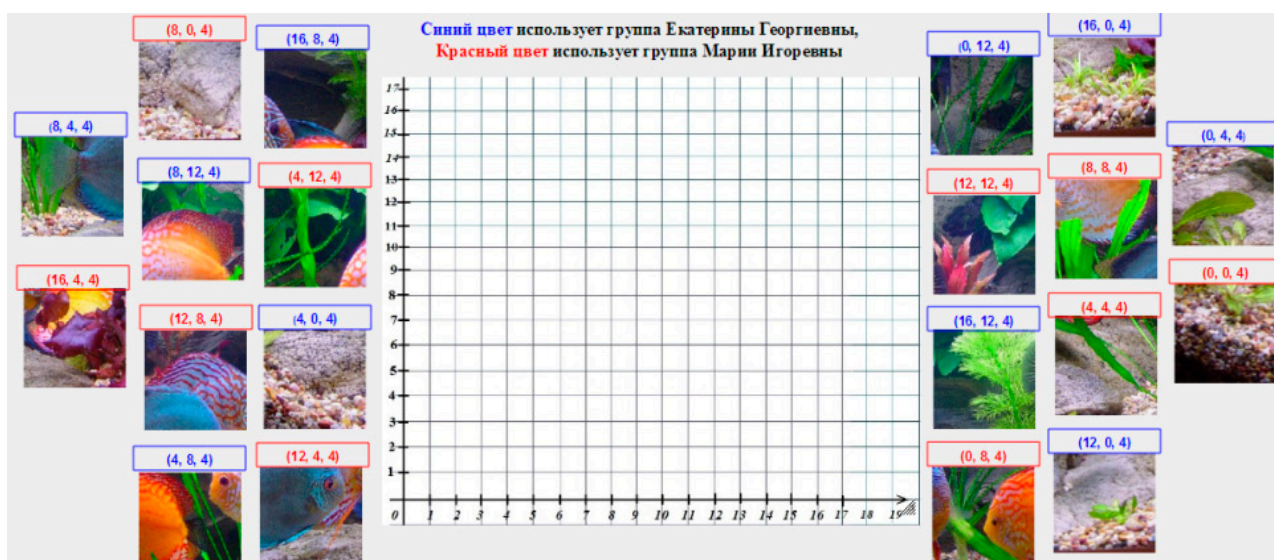 Синий цвет использует группа Екатерины Георгиевны,
Красный цвет использует группа Марии Игоревны
(8, 0, 4)
(16, 8, 4)
(8, 4, 4)
(8, 12, 4)
(4, 12, 4)
(16, 4, 4)
(12, 8, 4)
(4, 0, 4)
(4, 8, 4)
(12, 4, 4)
17
16
15
14
13
12
11
10
9
8
7
6
5
4
3
2
1
0 1 2 3 4 5 6 7 8 9 10 11 12 13 14 15 16 17 18 19
(0, 12, 4)
(16, 0, 4)
(0, 4, 4)
(12, 12, 4)
(8, 8, 4)
(0, 0, 4)
(16, 12, 4)
(4, 4, 4)
(0, 8, 4)
(12, 0, 4)